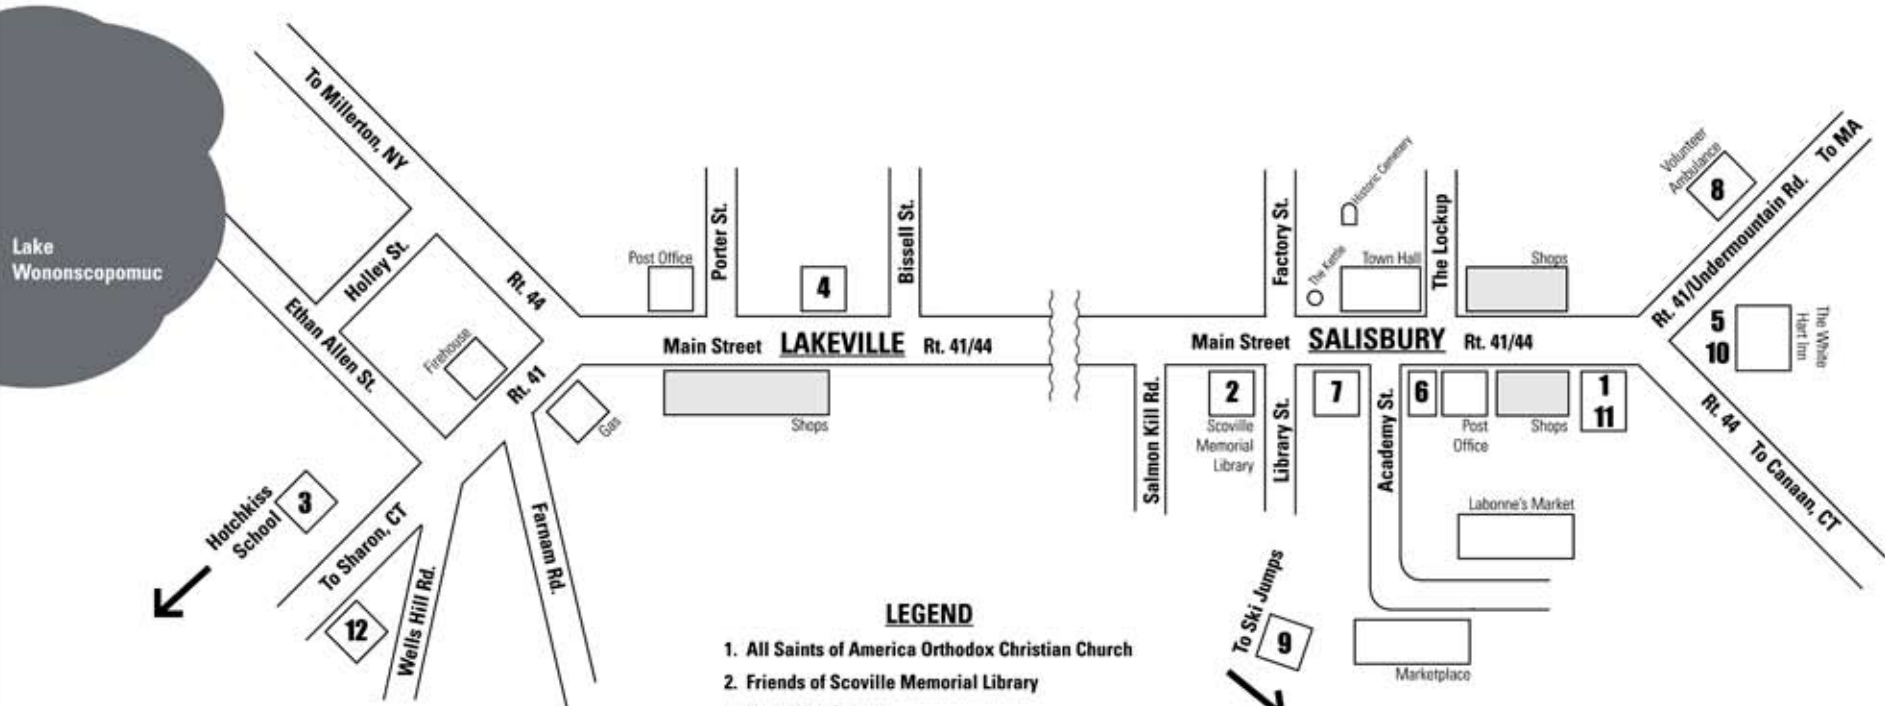 To Millerton, NY
Lake
Wononscopomuc
Holley St.
Rt. 44
Ethan Allen St.
Firehouse
Rt. 41
Gas
Post Office
Porter St.
4
Bissell St.
Main Street LAKEVILLE Rt. 41/44
Shops
Hotchkiss
School
3
To Sharon, CT
12
Wells Hill Rd.
Farnam Rd.
Factory St.
The Kettle
Historic Cemetery
Town Hall
The Lockup
Shops
Main Street SALISBURY Rt. 41/44
Volunteer
Ambulance
8
To MA
Rt. 41/Undermountain Rd.
5
10
The White
Hart Inn
Rt. 44
To Canaan, CT
Salmon Kill Rd.
2
Scoville
Memorial
Library
Library St.
7
Academy St.
6
Post
Office
Shops
1
11
Labonne's Market
Marketplace
To Ski Jumps
9
LEGEND
1. All Saints of America Orthodox Christian Church
2. Friends of Scoville Memorial Library